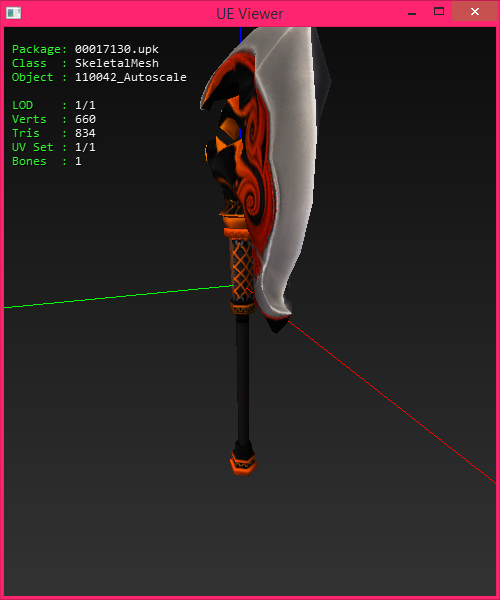 UE Viewer
Package: 00017130.upk
Class  : SkeletalMesh
Object : 110042_Autoscale
LOD    : 1/1
Verts  : 660
Tris   : 834
UV Set : 1/1
Bones  : 1